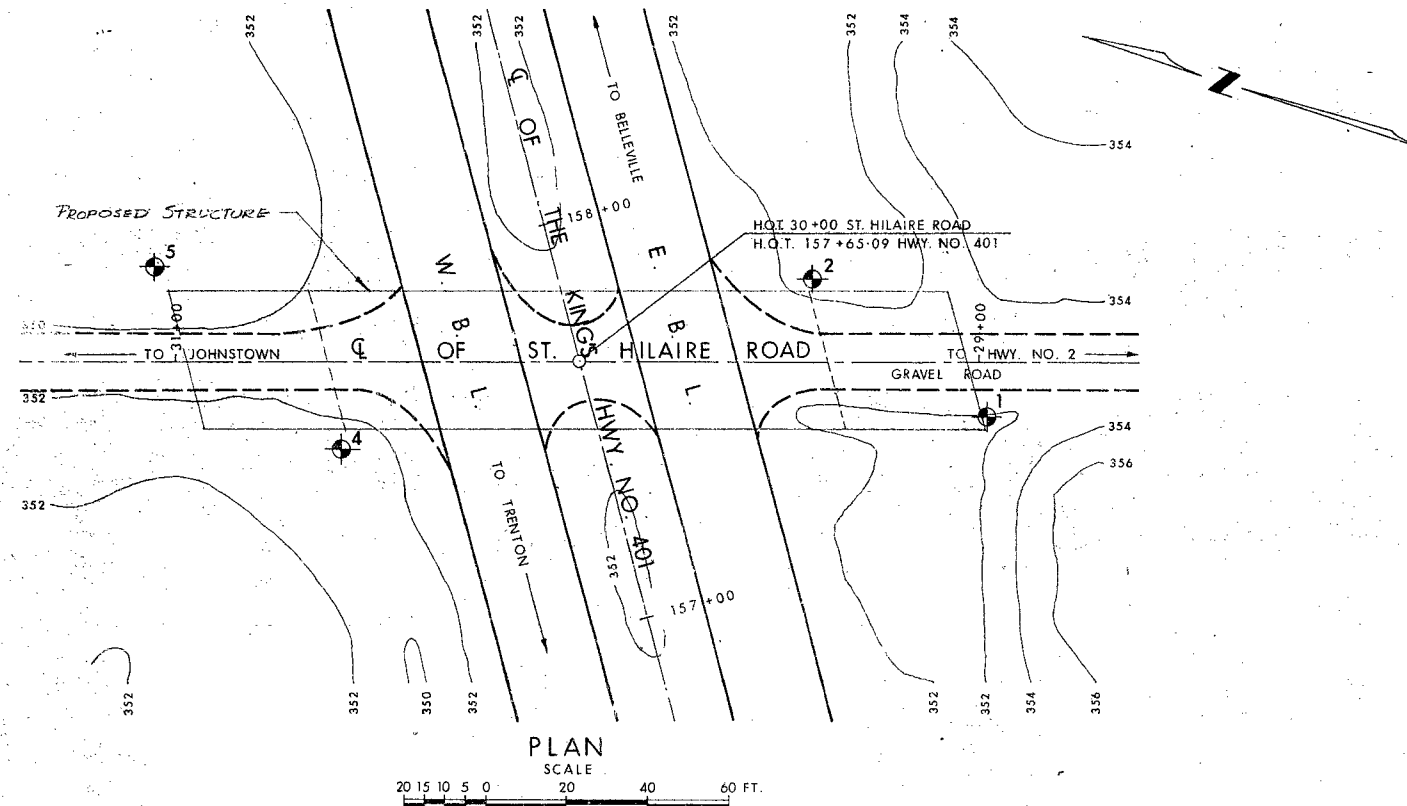 352
352
352
352
352
354
354
N
354
PROPOSED STRUCTURE
5
TO BELLEVILLE
158 +00
H.O.T. 30+00 ST. HILAIRE ROAD
H.O.T. 157+65·09 HWY. NO. 401
2
W. B. L.
E. B. L.
354
31+00
29+00
TO JOHNSTOWN
℄ OF ST. HILAIRE ROAD
TO HWY. NO. 2
GRAVEL ROAD
℄ OF THE KING'S HWY. NO. 401
352
4
1
354
356
352
TO TRENTON
352
157 +00
352
352
350
352
352
352
354
356
PLAN
SCALE
20 15 10 5 0 20 40 60 FT.